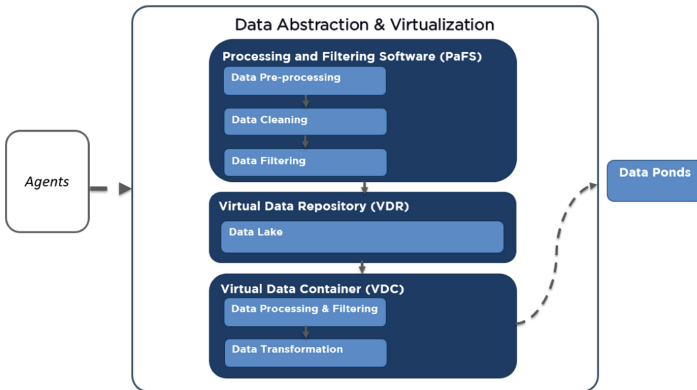 Data Abstraction & Virtualization
Processing and Filtering Software (PaFS)
Data Pre-processing
Data Cleaning
Data Filtering
Agents
Virtual Data Repository (VDR)
Data Lake
Virtual Data Container (VDC)
Data Processing & Filtering
Data Transformation
Data Ponds